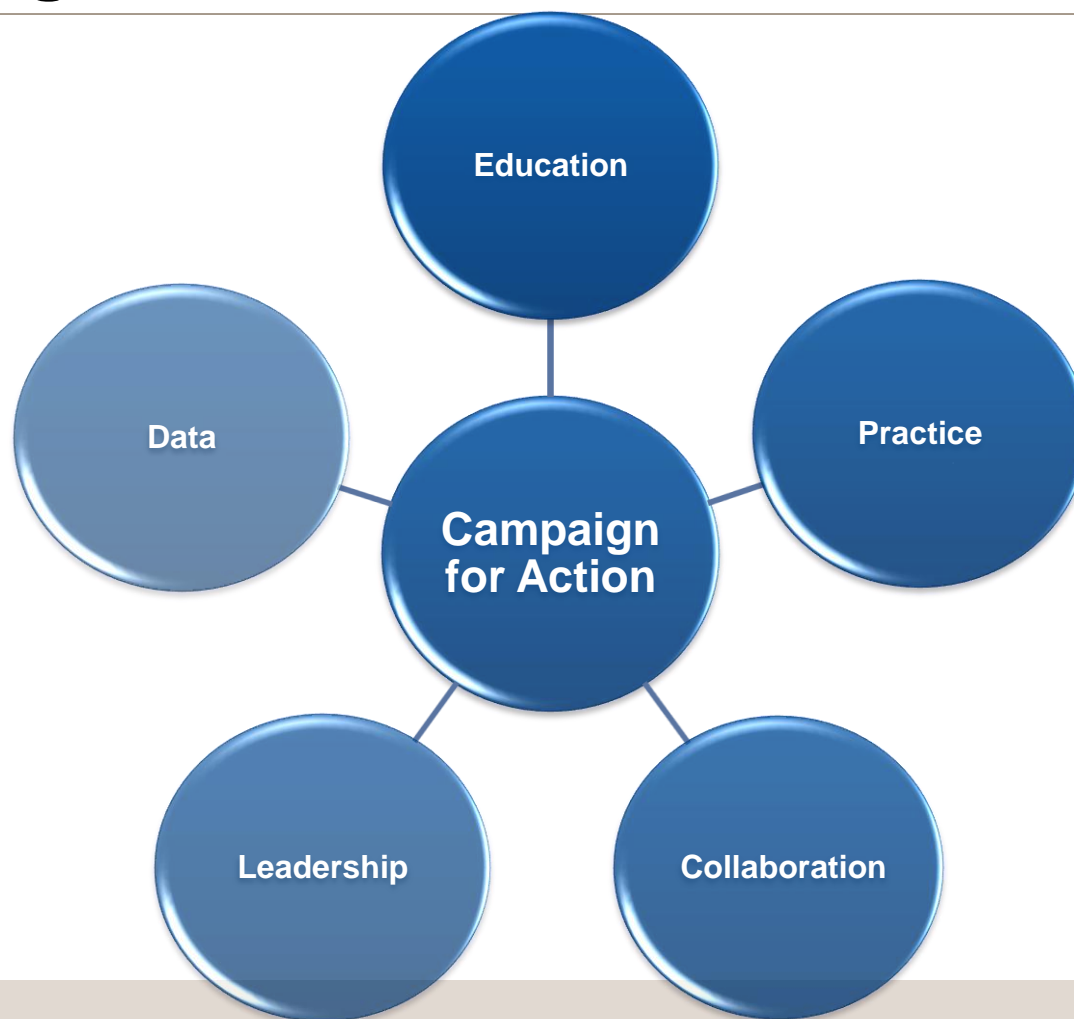 Education
Data
Practice
Campaign
for Action
Leadership
Collaboration